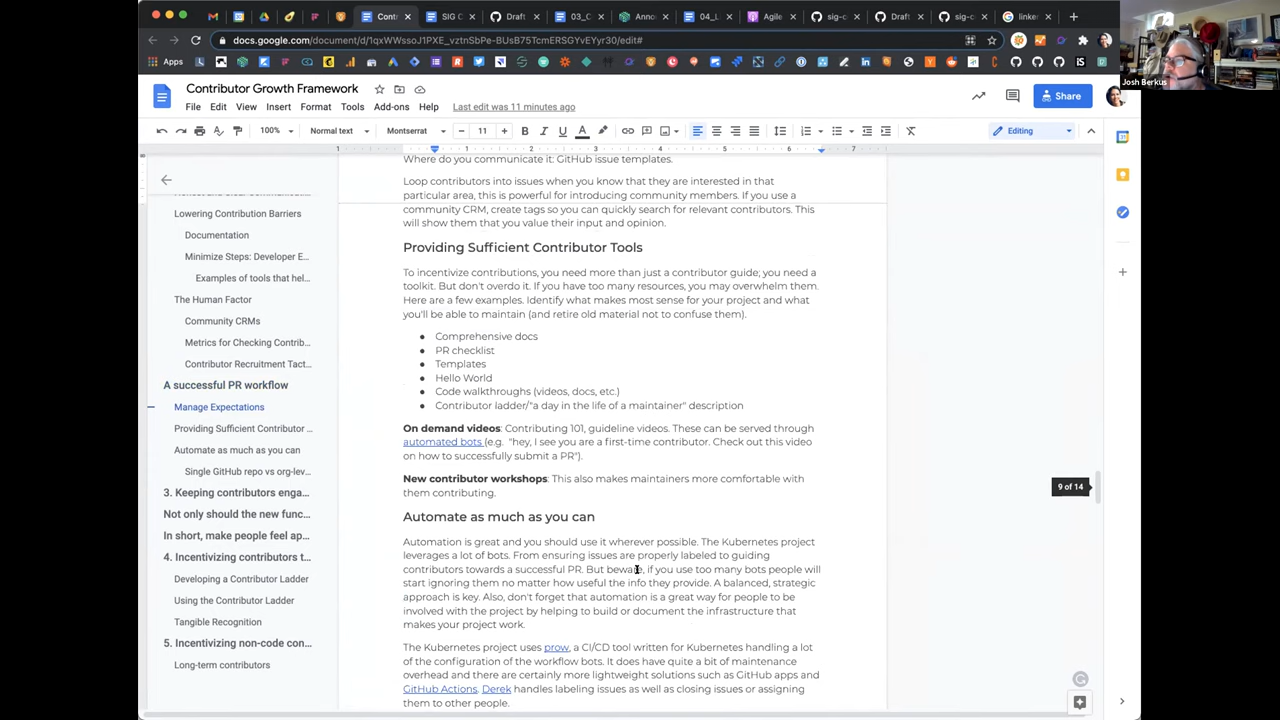 Contr
SIG C
Draft
03_C
Annou
04_L
Agile
sig-c
Draft
sig-c
linker
docs.google.com/document/d/1qxWWssoJ1PXE_vztnSbPe-BUsB75TcmERSGYvEYyr30/edit#
Apps
Josh Berkus
Contributor Growth Framework
File Edit View Insert Format Tools Add-ons Help Last edit was 11 minutes ago
Share
100% Normal text Montserrat 11 Editing
1 1 2 3 4 5 6 7
Lowering Contribution Barriers
Documentation
Minimize Steps: Developer E...
Examples of tools that hel...
The Human Factor
Community CRMs
Metrics for Checking Contrib...
Contributor Recruitment Tact...
A successful PR workflow
Manage Expectations
Providing Sufficient Contributor ...
Automate as much as you can
Single GitHub repo vs org-lev...
3. Keeping contributors enga...
Not only should the new func...
In short, make people feel ap...
4. Incentivizing contributors t...
Developing a Contributor Ladder
Using the Contributor Ladder
Tangible Recognition
5. Incentivizing non-code con...
Long-term contributors
Where do you communicate it: GitHub issue templates.
Loop contributors into issues when you know that they are interested in that
particular area, this is powerful for introducing community members. If you use a
community CRM, create tags so you can quickly search for relevant contributors. This
will show them that you value their input and opinion.
Providing Sufficient Contributor Tools
To incentivize contributions, you need more than just a contributor guide; you need a
toolkit. But don't overdo it. If you have too many resources, you may overwhelm them.
Here are a few examples. Identify what makes most sense for your project and what
you'll be able to maintain (and retire old material not to confuse them).
● Comprehensive docs
● PR checklist
● Templates
● Hello World
● Code walkthroughs (videos, docs, etc.)
● Contributor ladder/"a day in the life of a maintainer" description
On demand videos: Contributing 101, guideline videos. These can be served through
automated bots (e.g. "hey, I see you are a first-time contributor. Check out this video
on how to successfully submit a PR").
New contributor workshops: This also makes maintainers more comfortable with
them contributing.
Automate as much as you can
Automation is great and you should use it wherever possible. The Kubernetes project
leverages a lot of bots. From ensuring issues are properly labeled to guiding
contributors towards a successful PR. But beware, if you use too many bots people will
start ignoring them no matter how useful the info they provide. A balanced, strategic
approach is key. Also, don't forget that automation is a great way for people to be
involved with the project by helping to build or document the infrastructure that
makes your project work.
The Kubernetes project uses prow, a CI/CD tool written for Kubernetes handling a lot
of the configuration of the workflow bots. It does have quite a bit of maintenance
overhead and there are certainly more lightweight solutions such as GitHub apps and
GitHub Actions. Derek handles labeling issues as well as closing issues or assigning
them to other people.
9 of 14